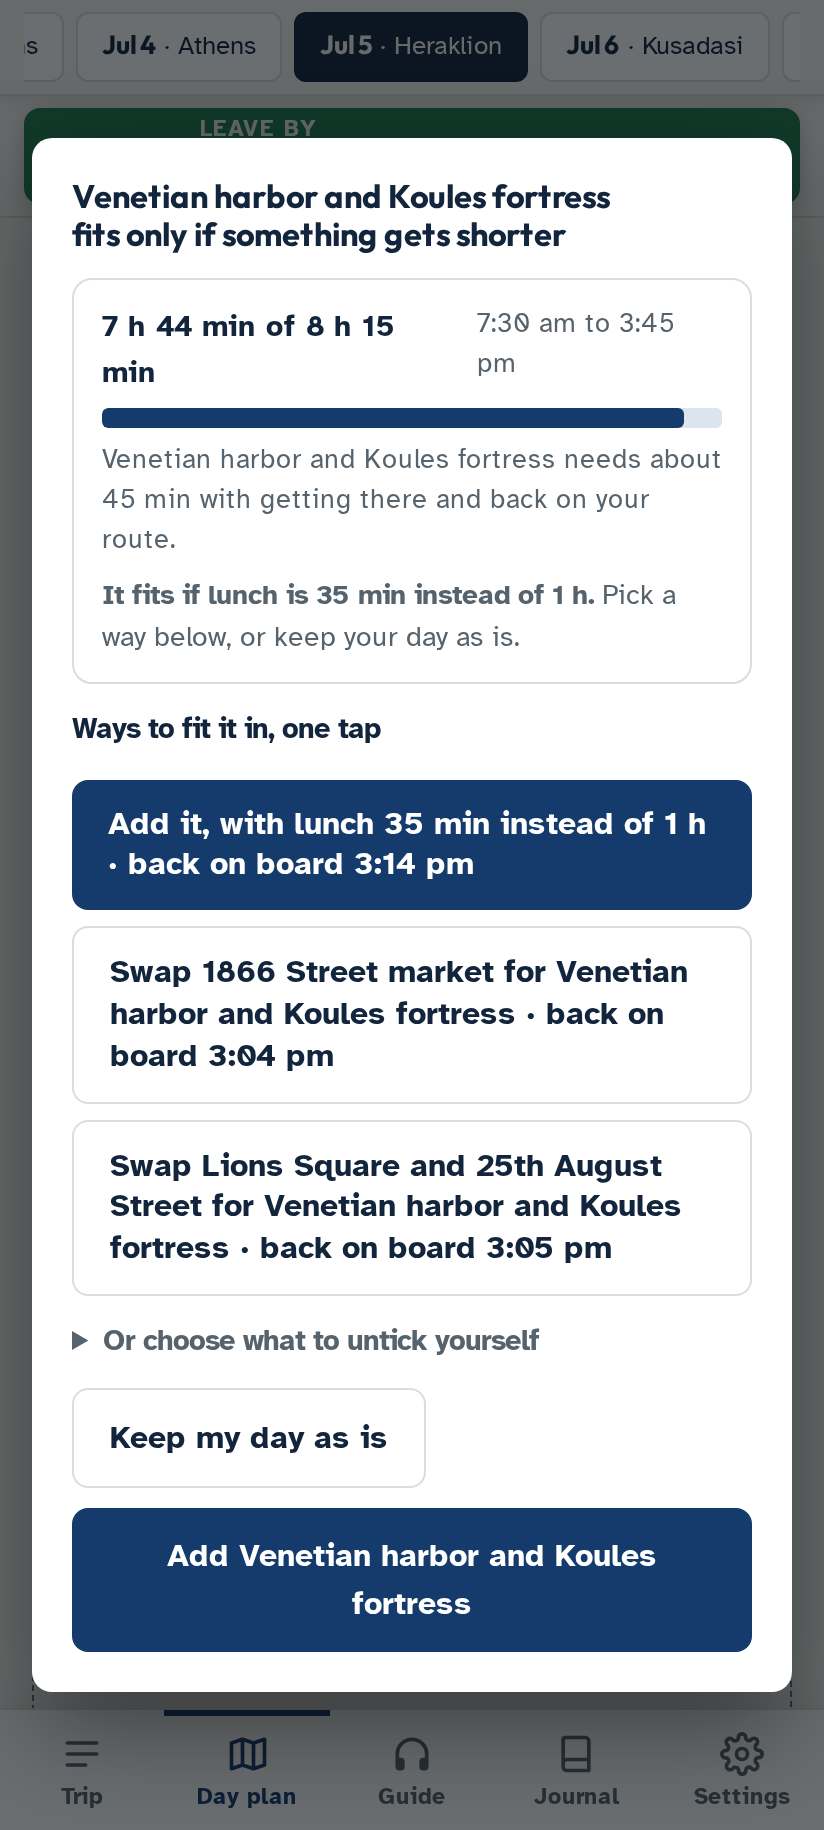 s
Jul 4 · Athens
Jul 5 · Heraklion
Jul 6 · Kusadasi
LEAVE BY
Venetian harbor and Koules fortress
fits only if something gets shorter
7 h 44 min of 8 h 15
min
7:30 am to 3:45
pm
Venetian harbor and Koules fortress needs about
45 min with getting there and back on your
route.
It fits if lunch is 35 min instead of 1 h. Pick a
way below, or keep your day as is.
Ways to fit it in, one tap
Add it, with lunch 35 min instead of 1 h
· back on board 3:14 pm
Swap 1866 Street market for Venetian
harbor and Koules fortress · back on
board 3:04 pm
Swap Lions Square and 25th August
Street for Venetian harbor and Koules
fortress · back on board 3:05 pm
Or choose what to untick yourself
Keep my day as is
Add Venetian harbor and Koules
fortress
Trip
Day plan
Guide
Journal
Settings